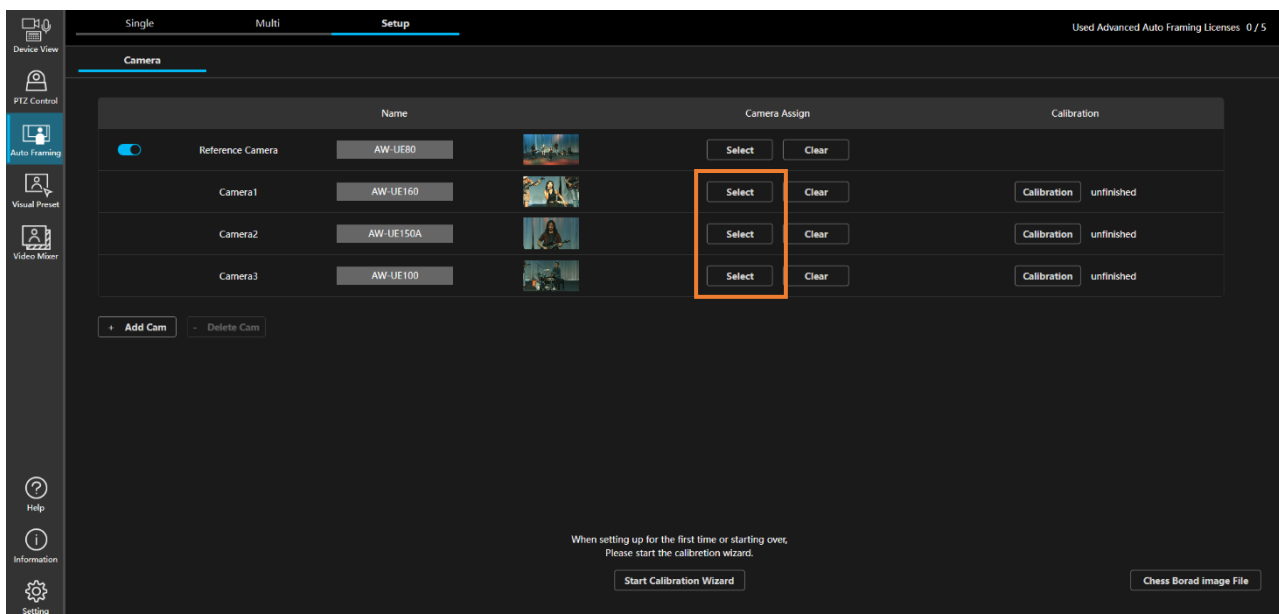 Single Multi Setup Used Advanced Auto Framing Licenses 0 / 5
Device View
Camera
PTZ Control
Name Camera Assign Calibration
Auto Framing
Reference Camera AW-UE80 Select Clear
Camera1 AW-UE160 Select Clear Calibration unfinished
Visual Preset
Camera2 AW-UE150A Select Clear Calibration unfinished
Video Mixer
Camera3 AW-UE100 Select Clear Calibration unfinished
+ Add Cam - Delete Cam
Help
When setting up for the first time or starting over,
Please start the calibretion wizard.
Information
Start Calibration Wizard Chess Borad image File
Setting